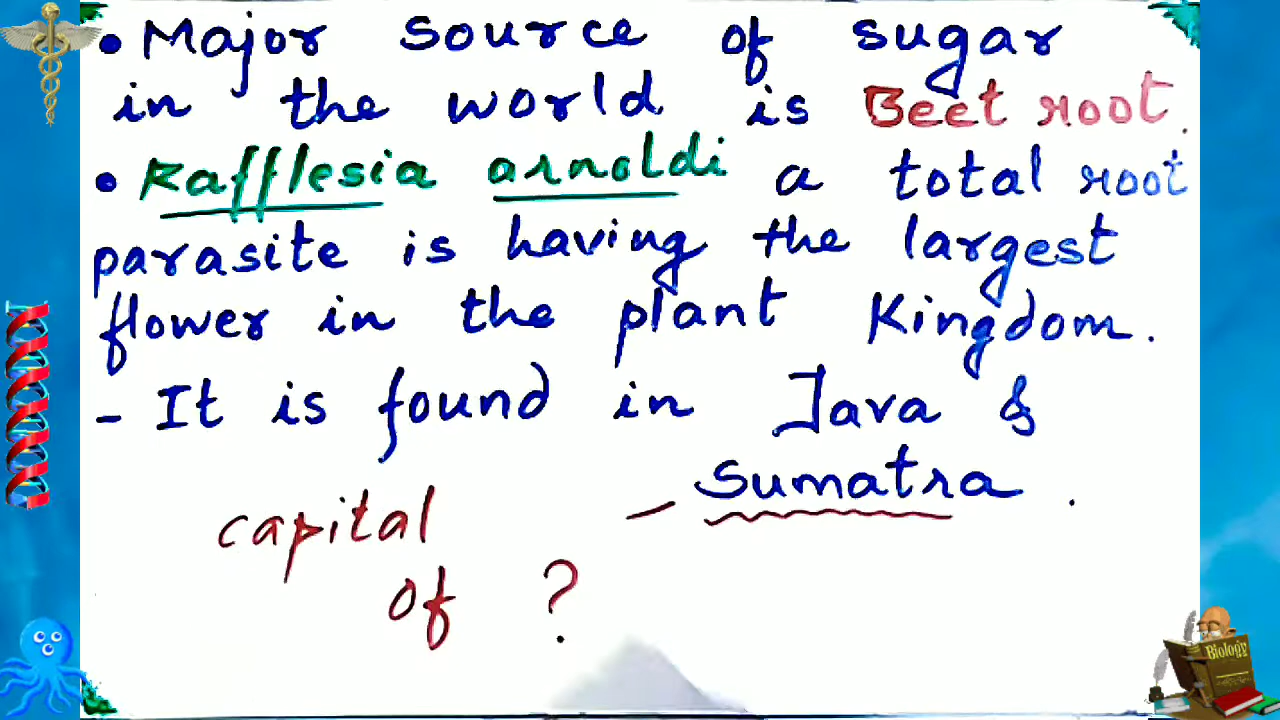 • Major source of sugar
in the world is Beet root.
• Rafflesia arnoldi a total root
parasite is having the largest
flower in the plant Kingdom.
- It is found in Java &
- Sumatra.
capital
of ?
Biology